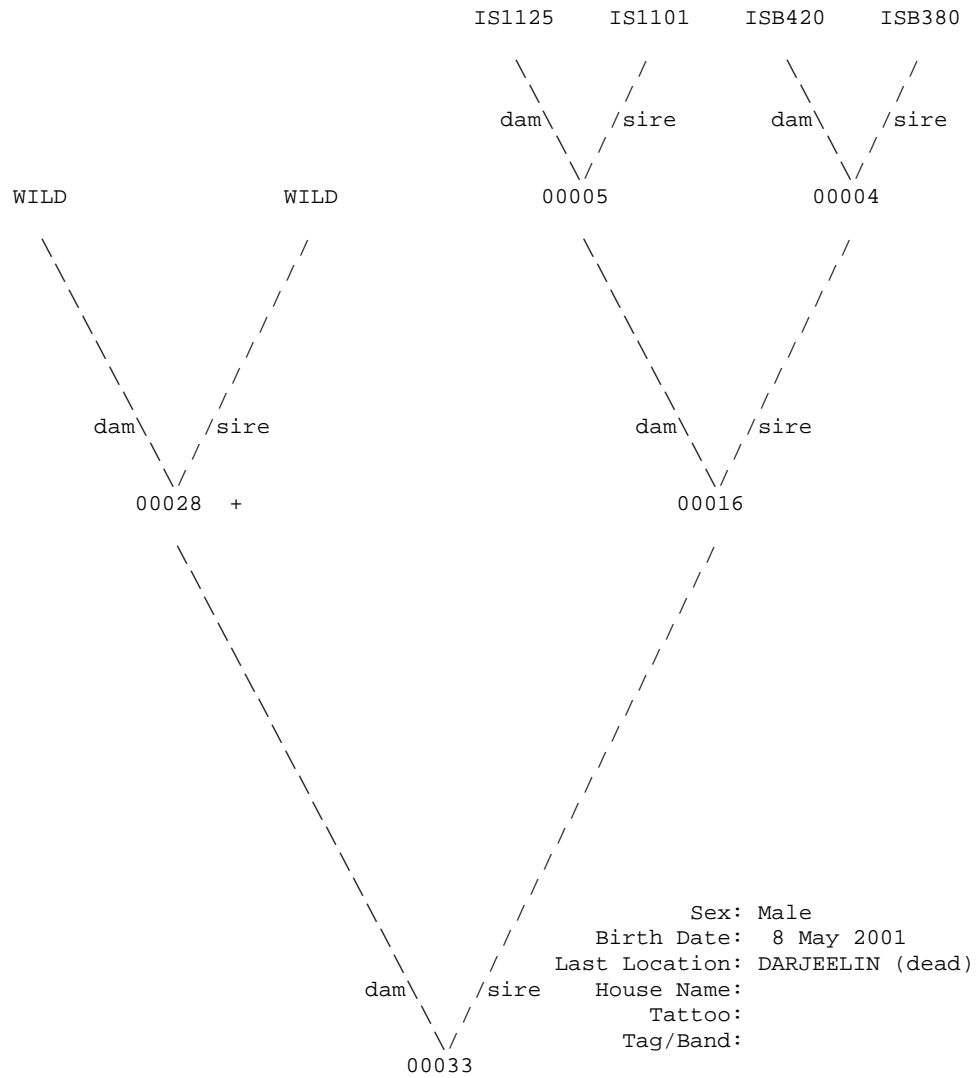 IS1125 IS1101 ISB420 ISB380
dam sire dam sire
WILD WILD 00005 00004
dam sire dam sire
00028 + 00016
Sex: Male
Birth Date: 8 May 2001
Last Location: DARJEELIN (dead)
dam sire House Name:
Tattoo:
Tag/Band:
00033